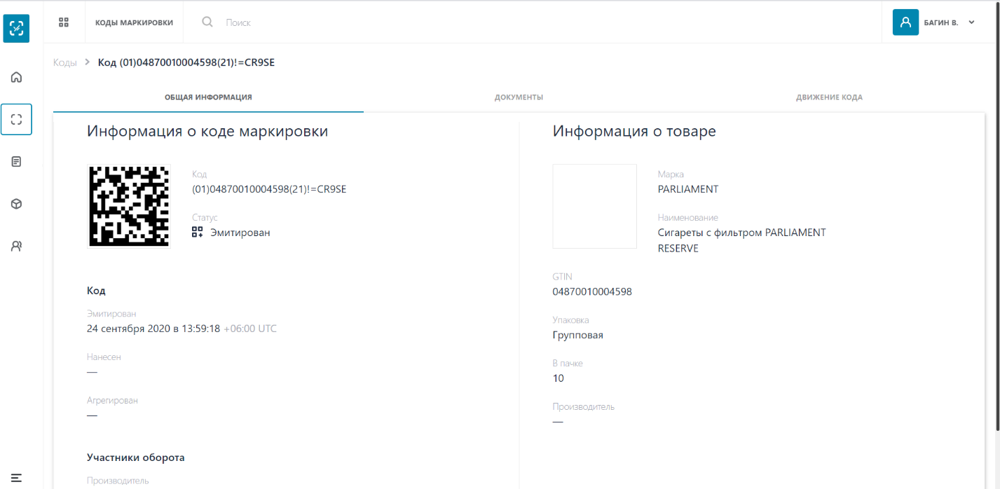 КОДЫ МАРКИРОВКИ
Поиск
БАГИН В.
Коды > Код (01)04870010004598(21)!=CR9SE
ОБЩАЯ ИНФОРМАЦИЯ
ДОКУМЕНТЫ
ДВИЖЕНИЕ КОДА
Информация о коде маркировки
Код
(01)04870010004598(21)!=CR9SE
Статус
Эмитирован
Код
Эмитирован
24 сентября 2020 в 13:59:18 +06:00 UTC
Нанесен
—
Агрегирован
—
Участники оборота
Производитель
Информация о товаре
Марка
PARLIAMENT
Наименование
Сигареты с фильтром PARLIAMENT
RESERVE
GTIN
04870010004598
Упаковка
Групповая
В пачке
10
Производитель
—